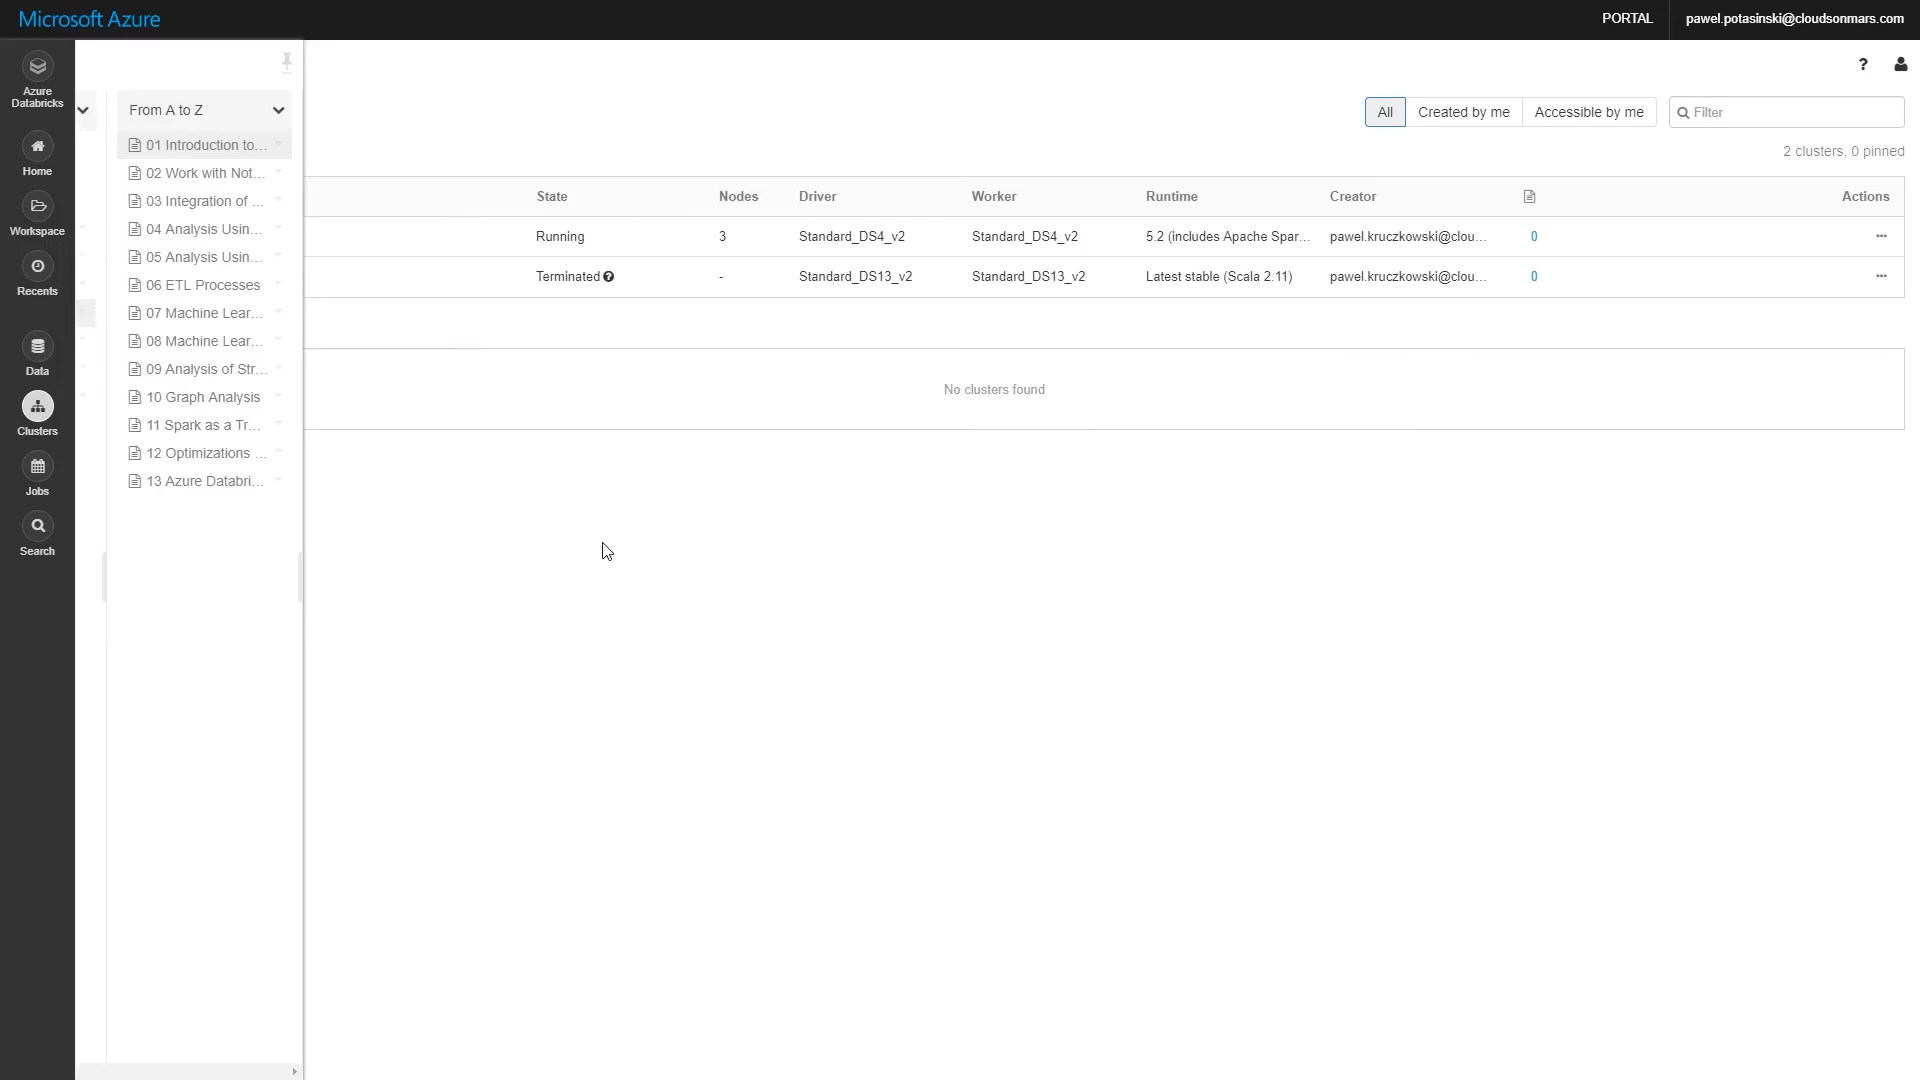 Microsoft Azure
PORTAL
pawel.potasinski@cloudsonmars.com
Azure
Databricks
Home
Workspace
Recents
Data
Clusters
Jobs
Search
From A to Z
01 Introduction to...
02 Work with Not...
03 Integration of ...
04 Analysis Usin...
05 Analysis Usin...
06 ETL Processes
07 Machine Lear...
08 Machine Lear...
09 Analysis of Str...
10 Graph Analysis
11 Spark as a Tr...
12 Optimizations ...
13 Azure Databri...
?
All Created by me Accessible by me Filter
2 clusters, 0 pinned
State Nodes Driver Worker Runtime Creator Actions
Running 3 Standard_DS4_v2 Standard_DS4_v2 5.2 (includes Apache Spar... pawel.kruczkowski@clou... 0 ...
Terminated ? - Standard_DS13_v2 Standard_DS13_v2 Latest stable (Scala 2.11) pawel.kruczkowski@clou... 0 ...
No clusters found